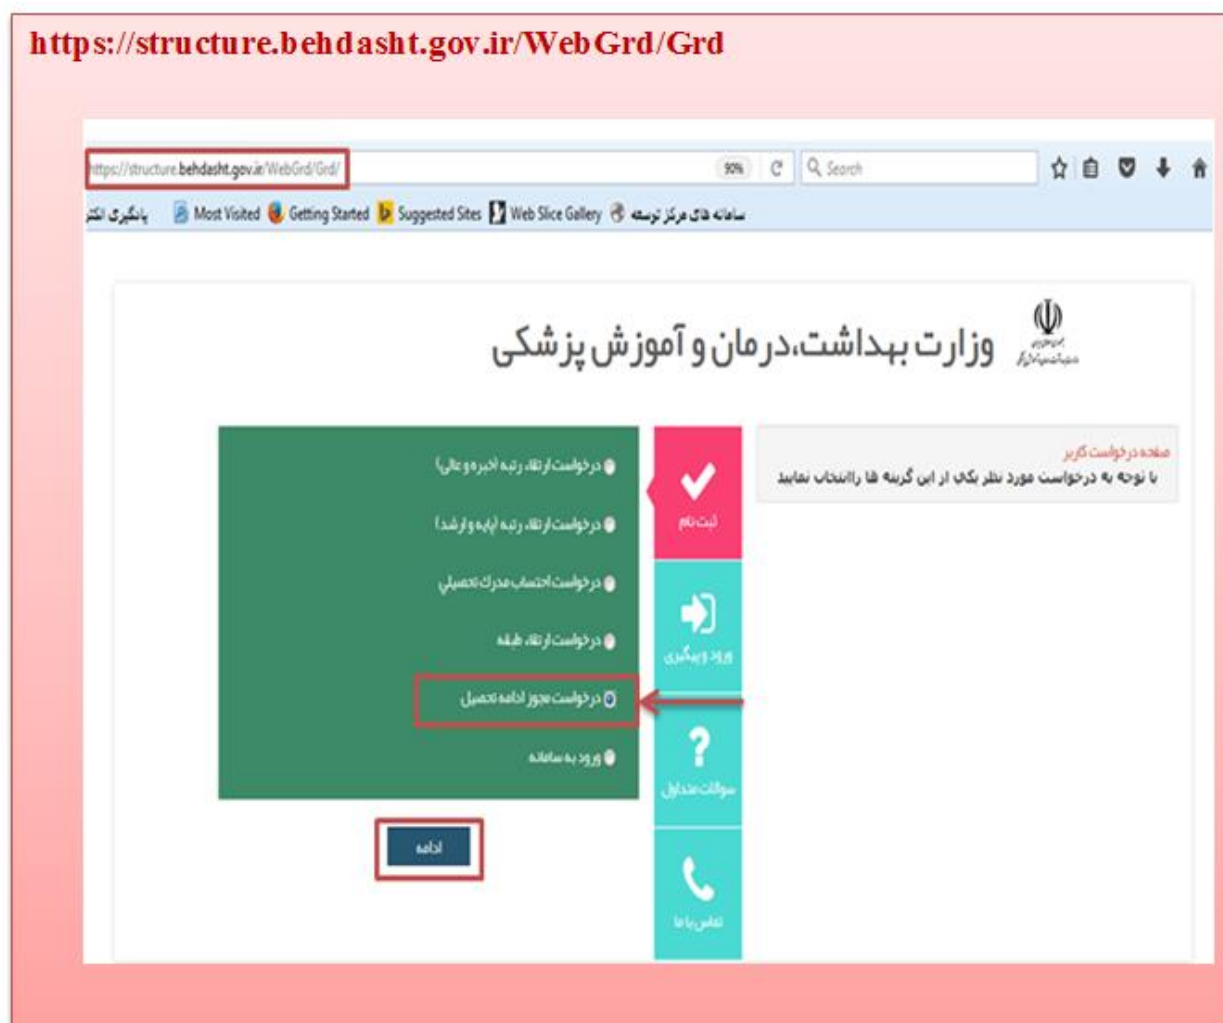 https://structure.behdasht.gov.ir/WebGrd/Grd
https://structure.behdasht.gov.ir/WebGrd/Grd/
90%
Search
Most Visited
Getting Started
Suggested Sites
Web Slice Gallery
سامانه های مرکز توسعه
وزارت بهداشت،درمان و آموزش پزشکی
صفحه درخواست کاربر
با توجه به درخواست مورد نظر یکی از این گزینه ها راانتخاب نمایید
ثبت نام
ورود و پیگیری
سوالات متداول
تماس با ما
درخواست ارتقاء رتبه (خبره و عالی)
درخواست ارتقاء رتبه (پایه و ارشد)
درخواست احتساب مدرك تحصیلي
درخواست ارتقاء طبقه
درخواست مجوز ادامه تحصیل
ورود به سامانه
ادامه